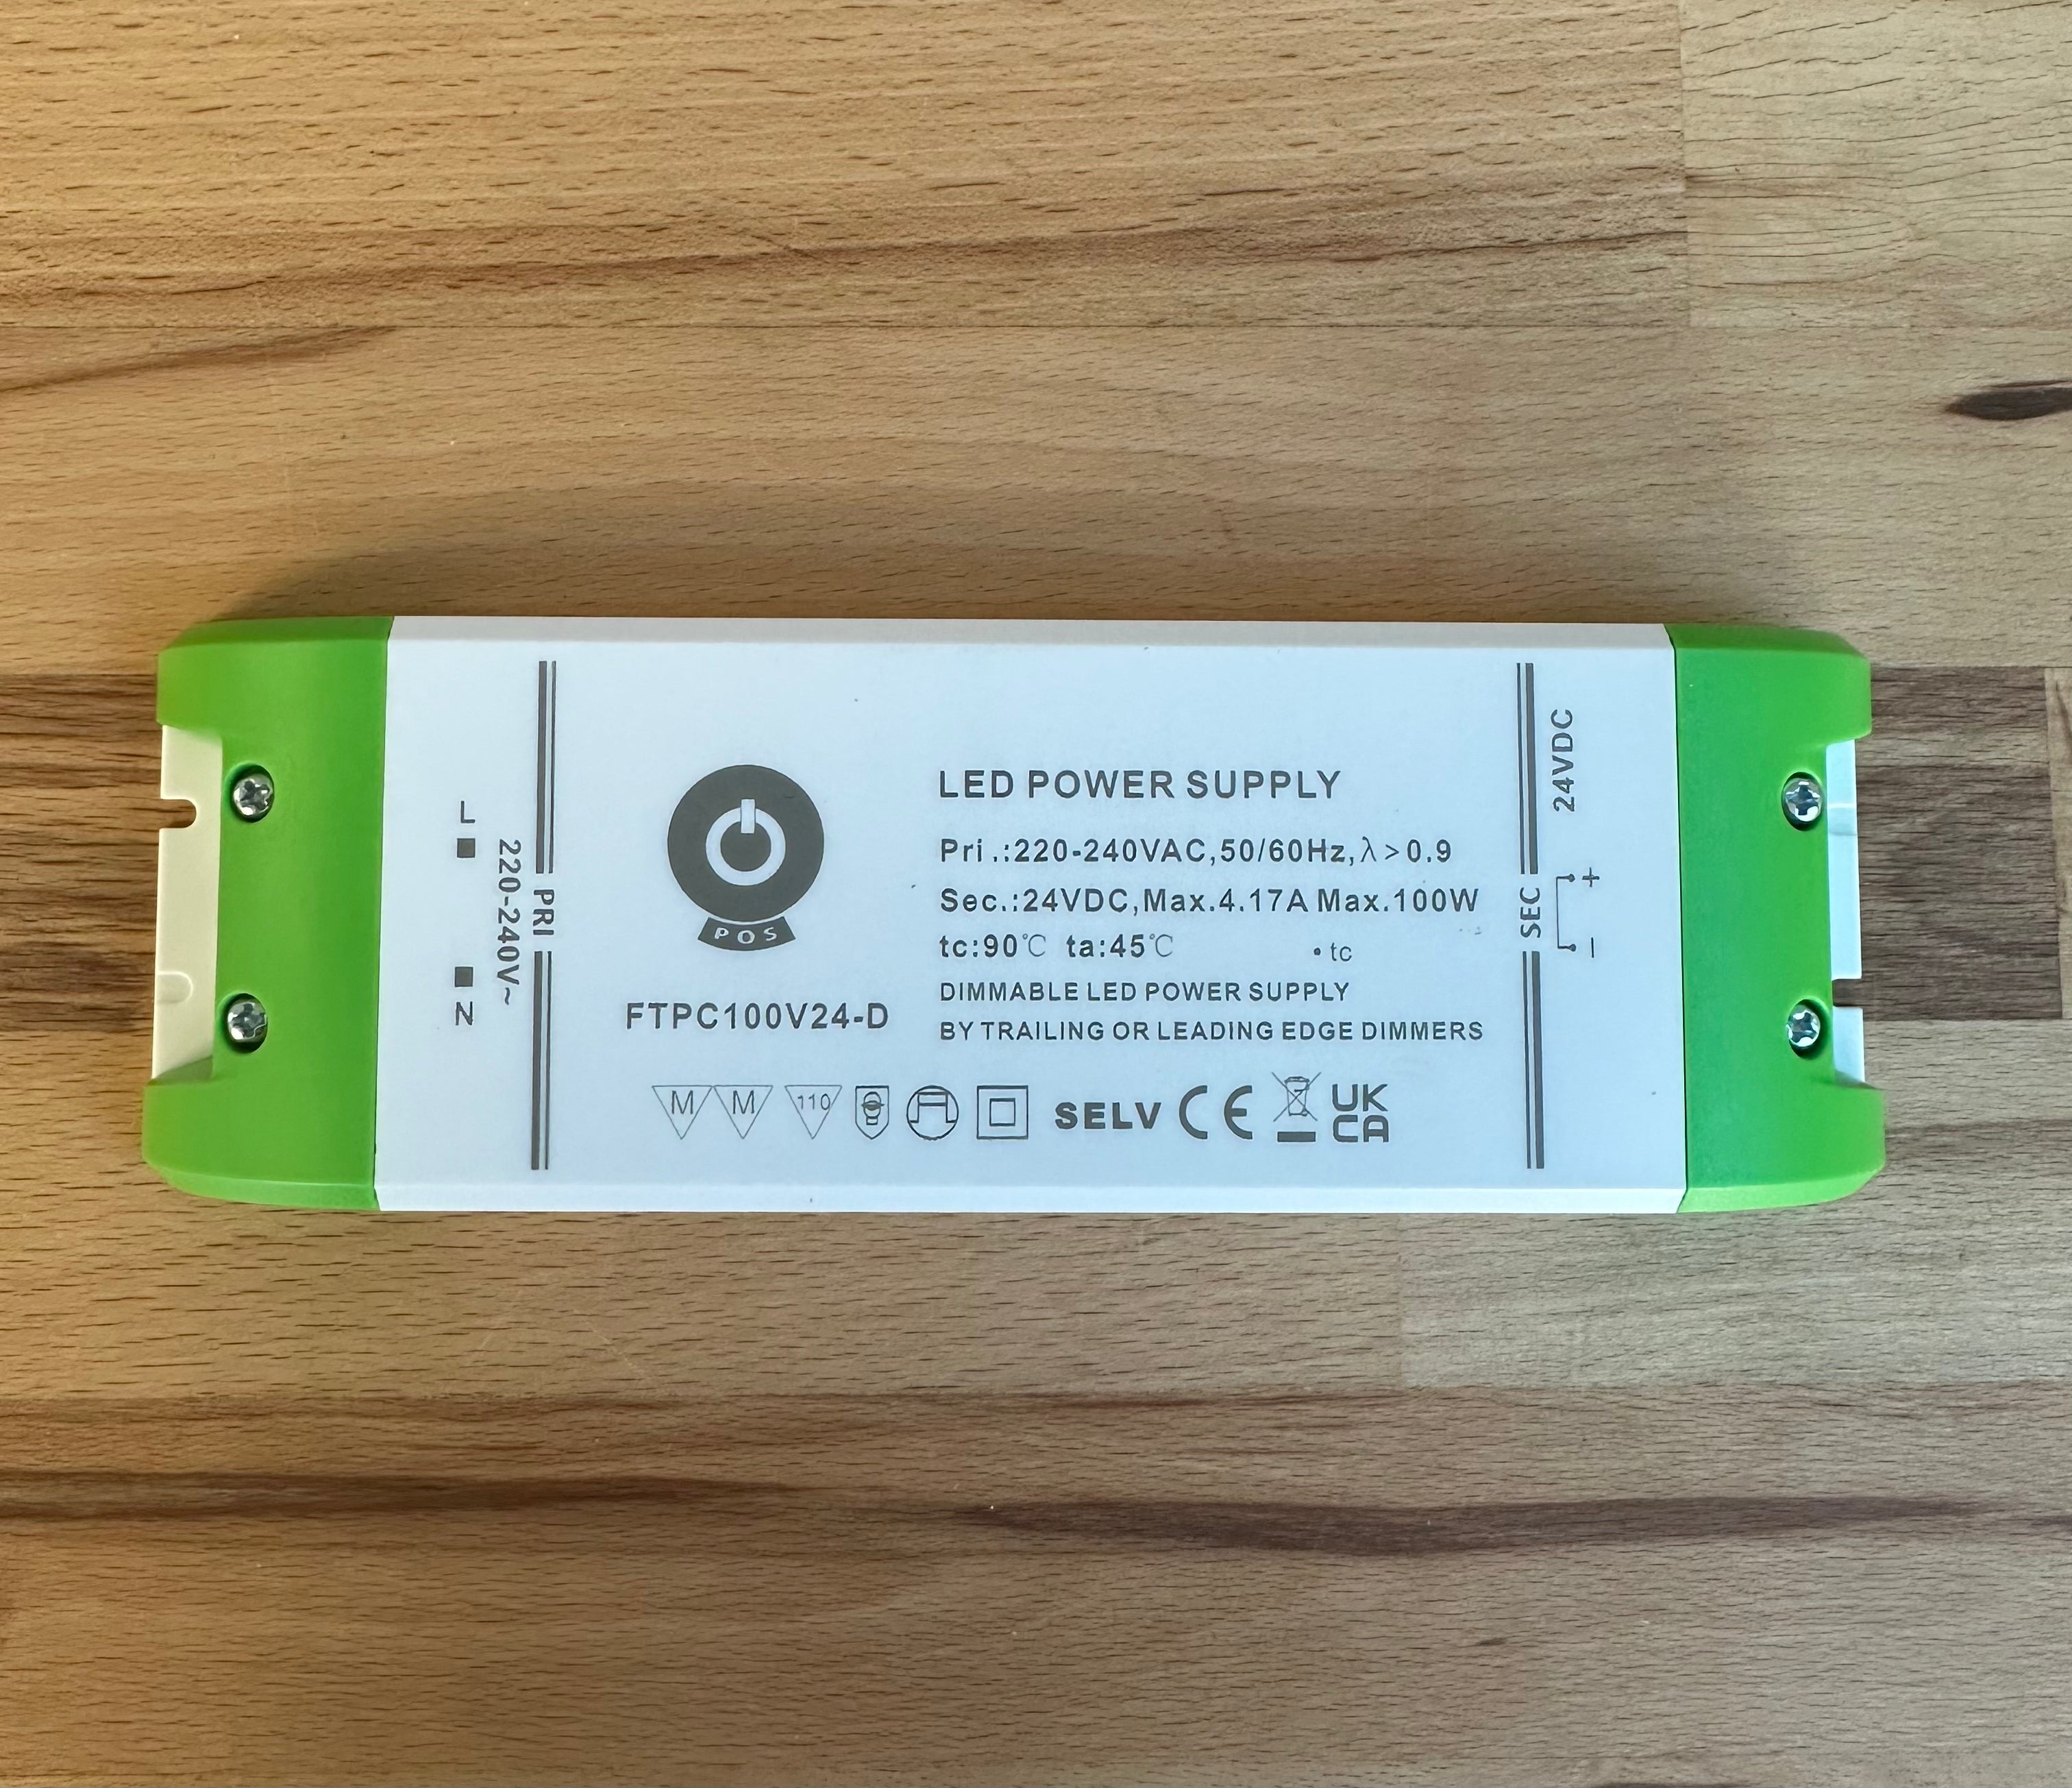 L
N
220-240V~
PRI
POS
FTPC100V24-D
LED POWER SUPPLY
Pri.:220-240VAC,50/60Hz,λ>0.9
Sec.:24VDC,Max.4.17A Max.100W
tc:90℃ ta:45℃ •tc
DIMMABLE LED POWER SUPPLY
BY TRAILING OR LEADING EDGE DIMMERS
M M 110 SELV CE UK CA
SEC
24VDC
+
−